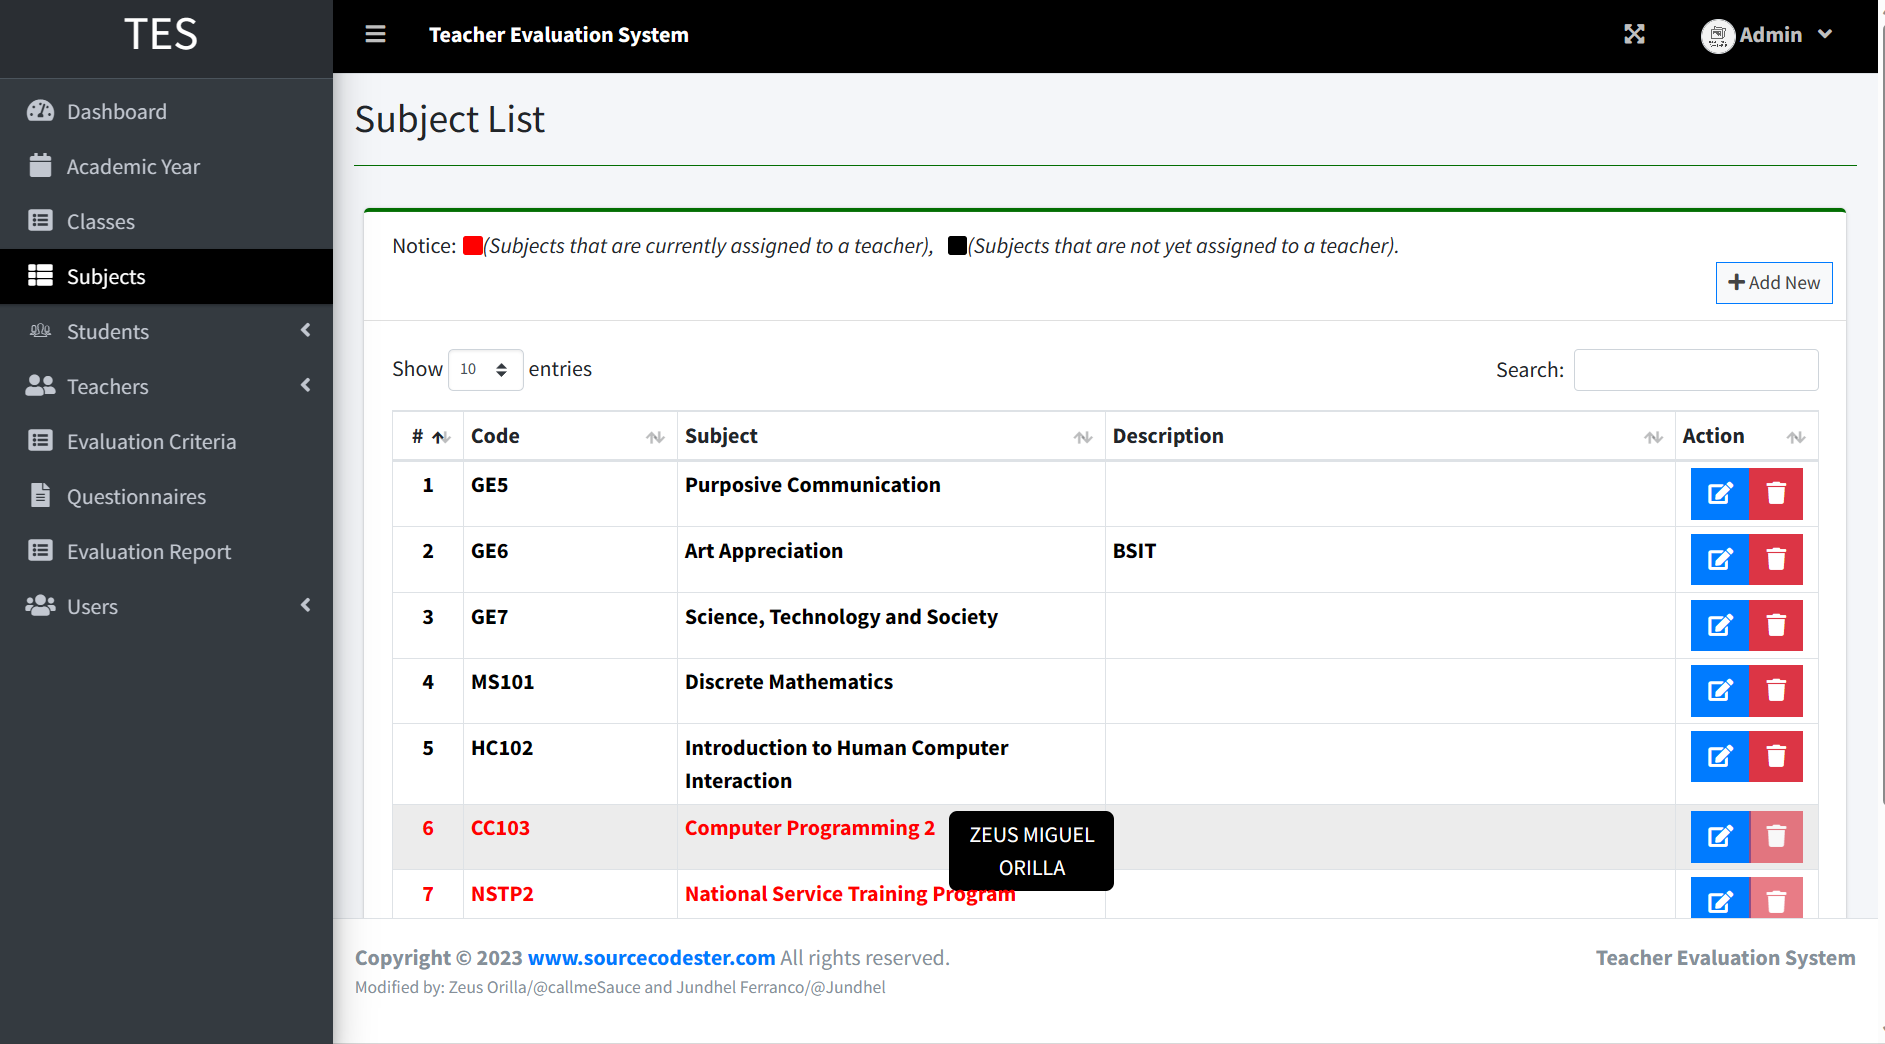 TES
Teacher Evaluation System
Admin
Dashboard
Academic Year
Classes
Subjects
Students
Teachers
Evaluation Criteria
Questionnaires
Evaluation Report
Users
Subject List
Notice: (Subjects that are currently assigned to a teacher), (Subjects that are not yet assigned to a teacher).
Add New
Show 10 entries
Search:
# Code Subject Description Action
1 GE5 Purposive Communication
2 GE6 Art Appreciation BSIT
3 GE7 Science, Technology and Society
4 MS101 Discrete Mathematics
5 HC102 Introduction to Human Computer
Interaction
6 CC103 Computer Programming 2
ZEUS MIGUEL
ORILLA
7 NSTP2 National Service Training Program
Copyright © 2023 www.sourcecodester.com All rights reserved.
Teacher Evaluation System
Modified by: Zeus Orilla/@callmeSauce and Jundhel Ferranco/@Jundhel